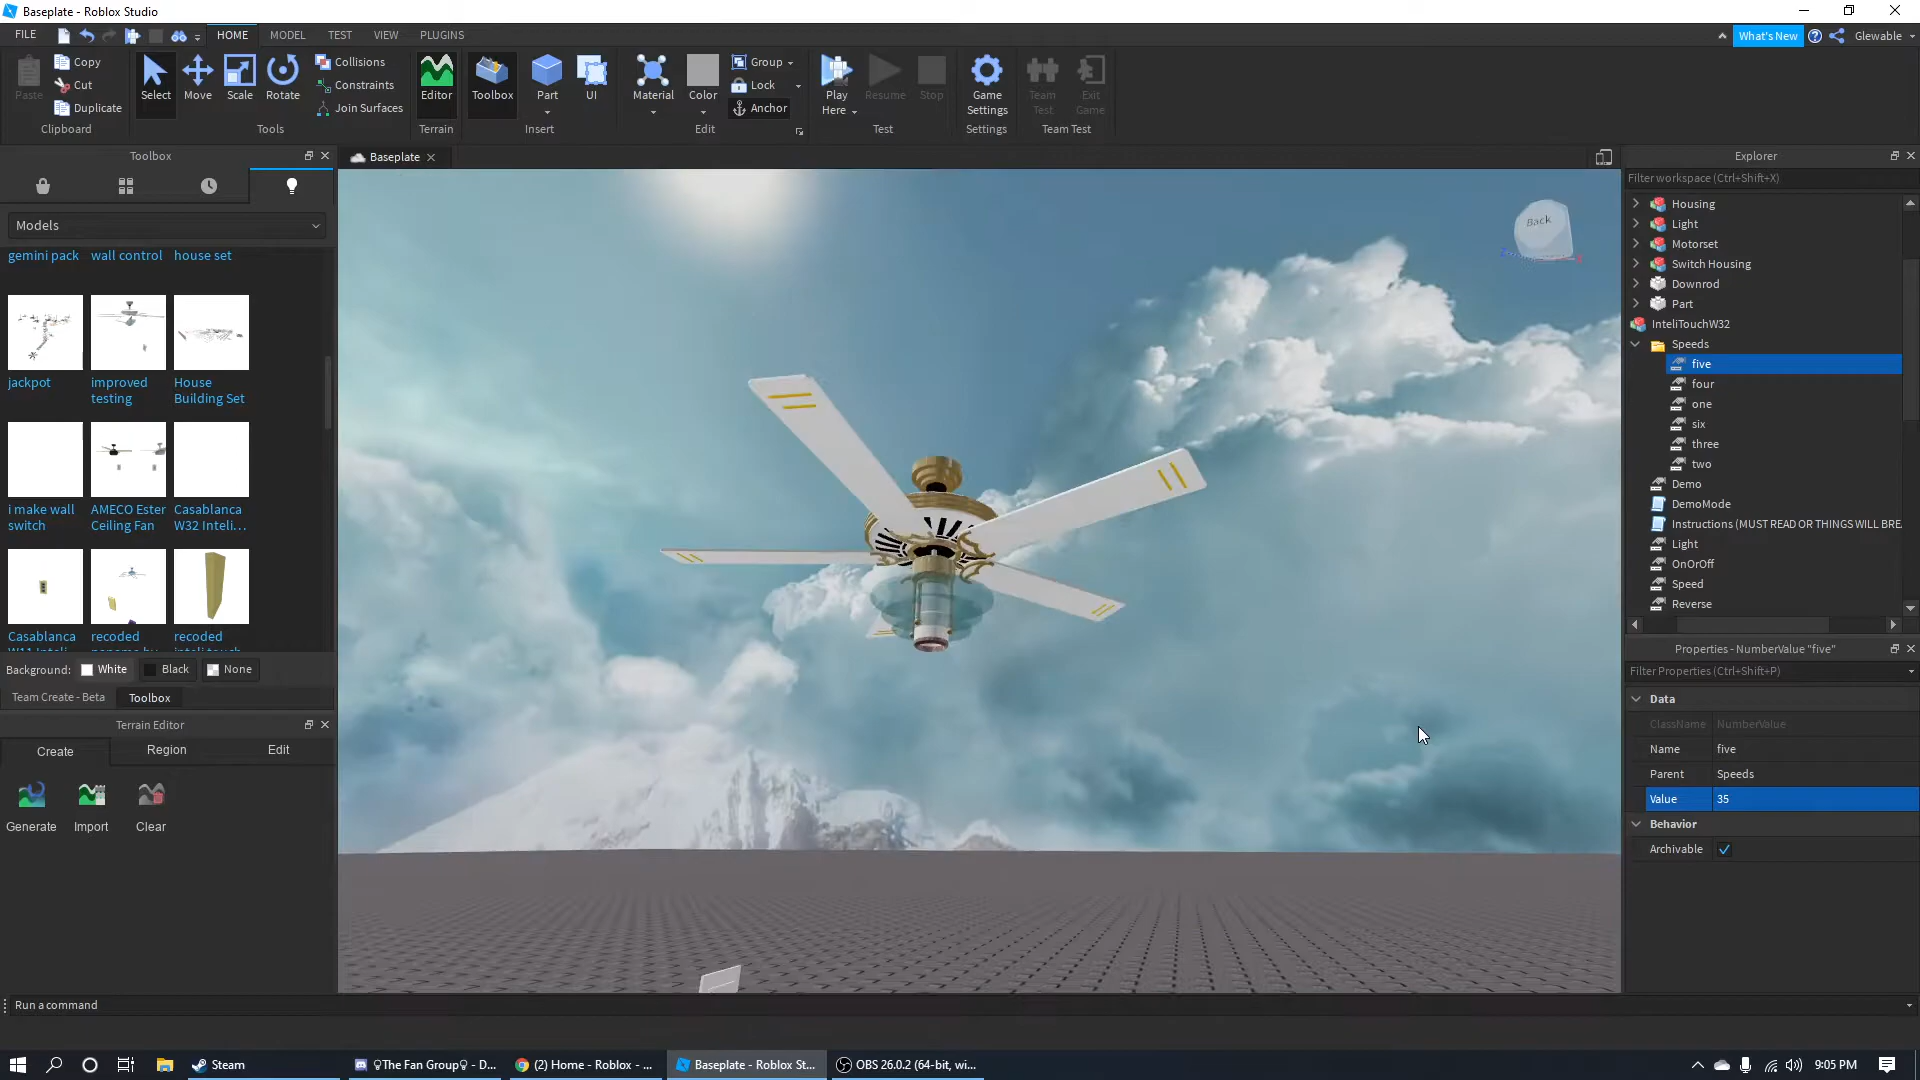 Baseplate - Roblox Studio
FILE
HOME
MODEL
TEST
VIEW
PLUGINS
What's New
Glewable
Paste
Copy
Cut
Duplicate
Clipboard
Select
Move
Scale
Rotate
Collisions
Constraints
Join Surfaces
Tools
Editor
Terrain
Toolbox
Part
UI
Insert
Material
Color
Group
Lock
Anchor
Edit
Play
Here
Resume
Stop
Test
Game
Settings
Settings
Team
Test
Exit
Game
Team Test
Toolbox
Models
gemini pack
wall control
house set
jackpot
improved
testing
House
Building Set
i make wall
switch
AMECO Ester
Ceiling Fan
Casablanca
W32 Inteli...
Casablanca
recoded
recoded
Background:
White
Black
None
Team Create - Beta
Toolbox
Terrain Editor
Create
Region
Edit
Generate
Import
Clear
Baseplate
Back
Explorer
Filter workspace (Ctrl+Shift+X)
Housing
Light
Motorset
Switch Housing
Downrod
Part
InteliTouchW32
Speeds
five
four
one
six
three
two
Demo
DemoMode
Instructions (MUST READ OR THINGS WILL BRE
Light
OnOrOff
Speed
Reverse
Properties - NumberValue "five"
Filter Properties (Ctrl+Shift+P)
Data
ClassName NumberValue
Name five
Parent Speeds
Value 35
Behavior
Archivable
Run a command
Steam
The Fan Group - D...
(2) Home - Roblox - ...
Baseplate - Roblox St...
OBS 26.0.2 (64-bit, wi...
9:05 PM